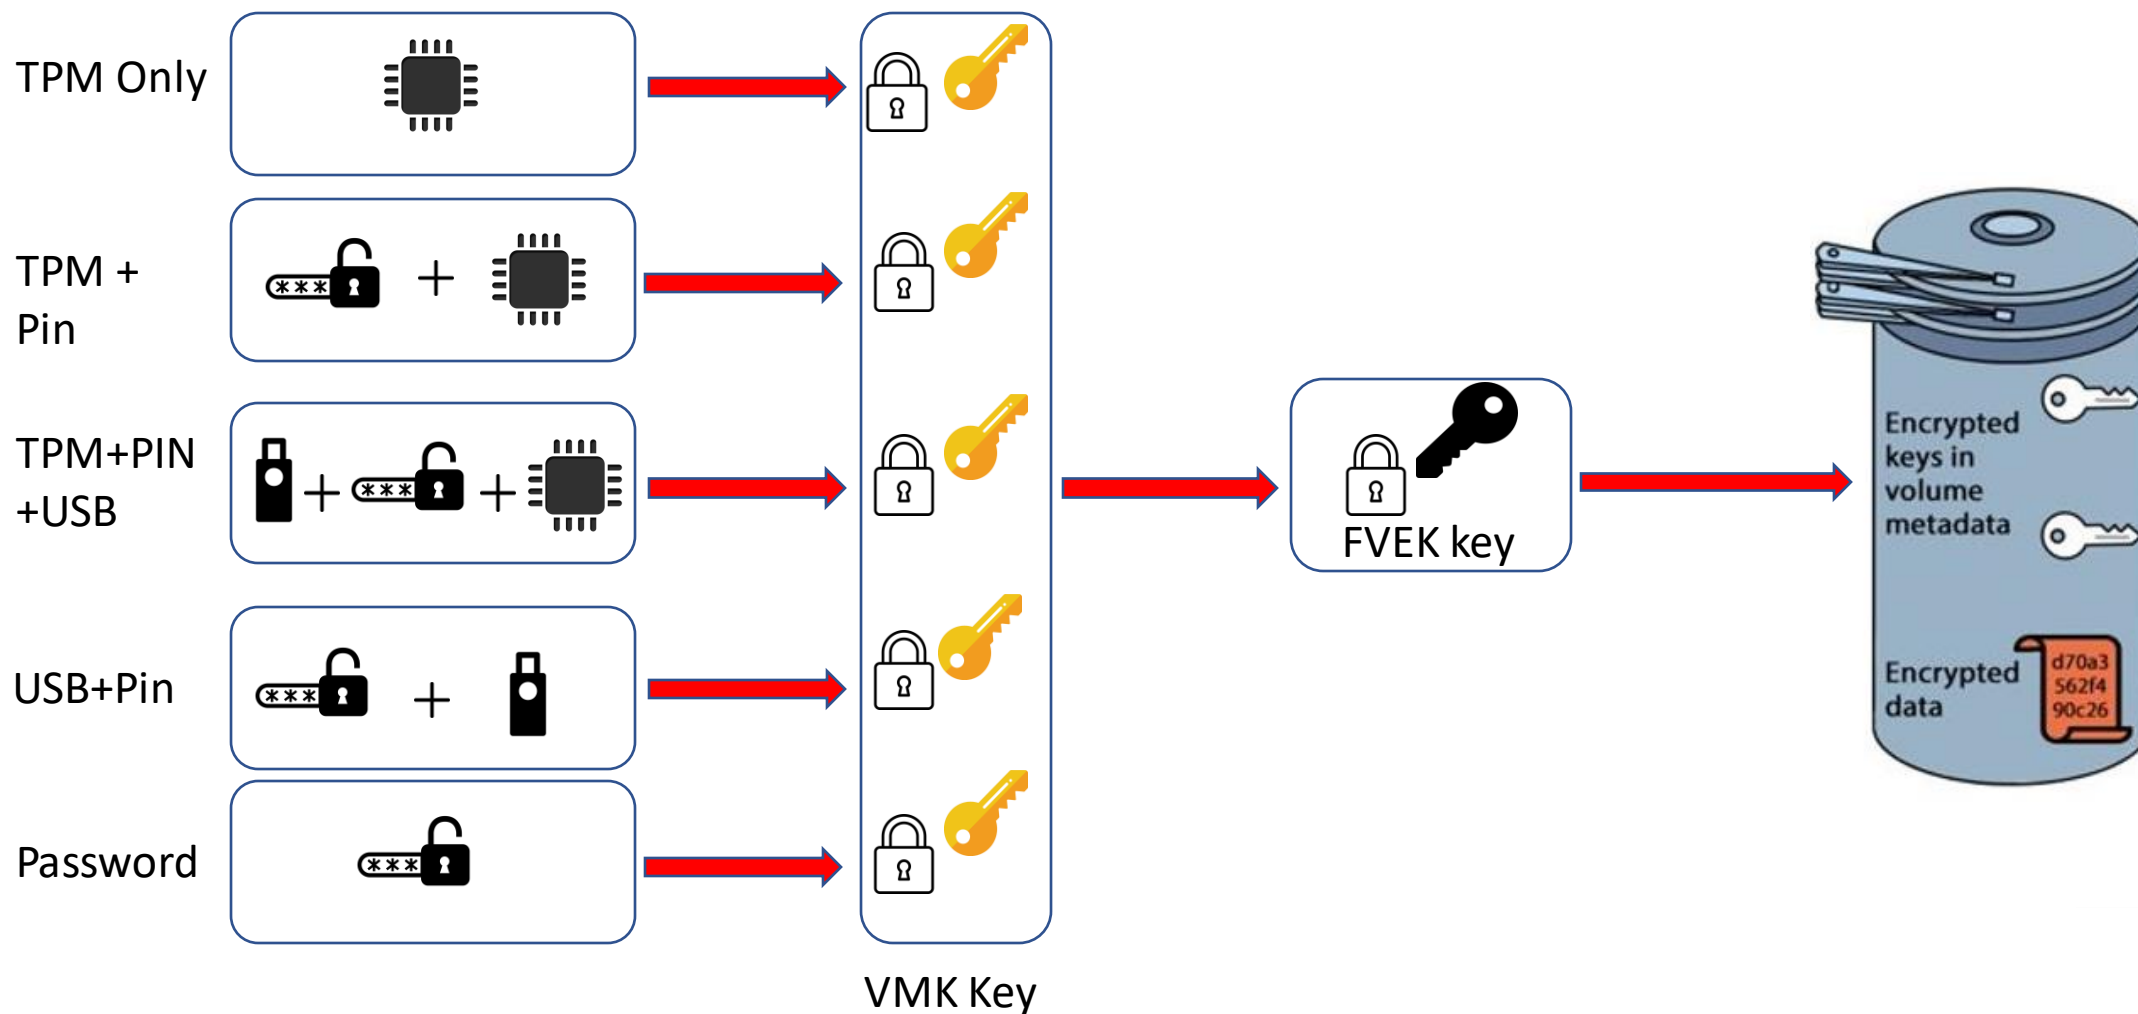 TPM Only
TPM +
Pin
***
TPM+PIN
+USB
***
USB+Pin
***
Password
***
VMK Key
FVEK key
Encrypted
keys in
volume
metadata
Encrypted
data
d70a3
562f4
90c26